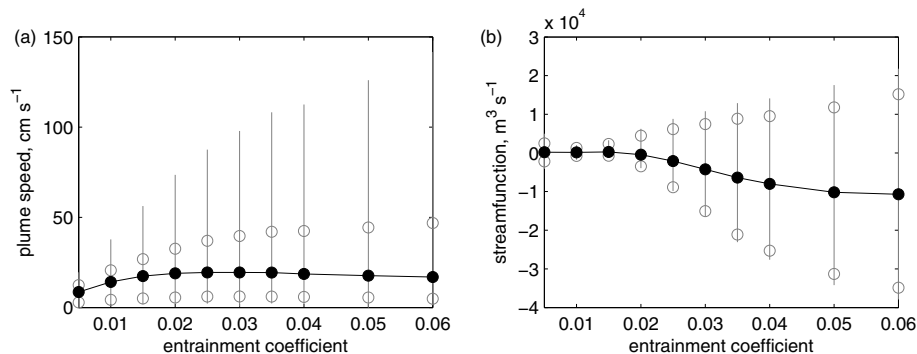 (a)
150
100
50
0
plume speed, cm s⁻¹
0.01 0.02 0.03 0.04 0.05 0.06
entrainment coefficient
(b)
x 10⁴
3
2
1
0
−1
−2
−3
−4
streamfunction, m³ s⁻¹
0.01 0.02 0.03 0.04 0.05 0.06
entrainment coefficient